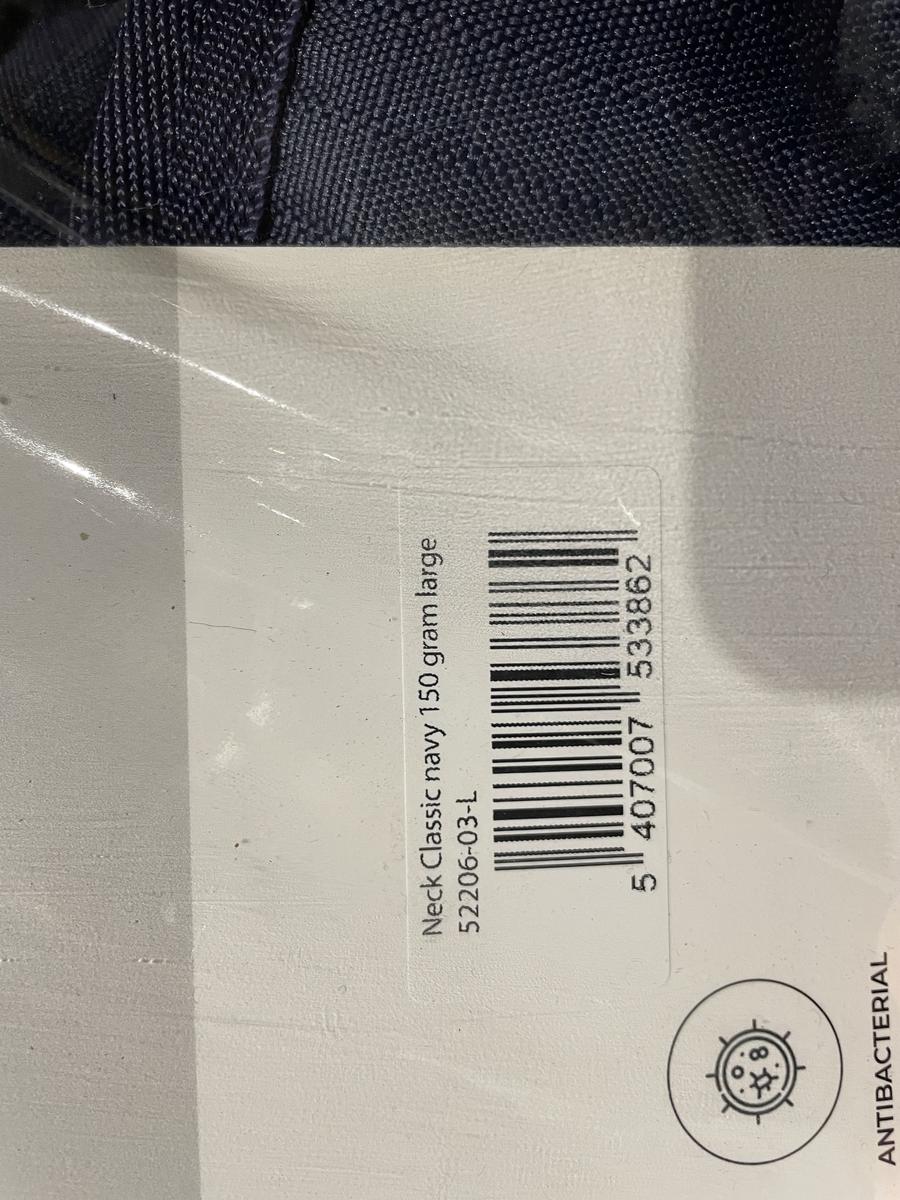 Neck Classic navy 150 gram large
52206-03-L
5 407007 533862
ANTIBACTERIAL